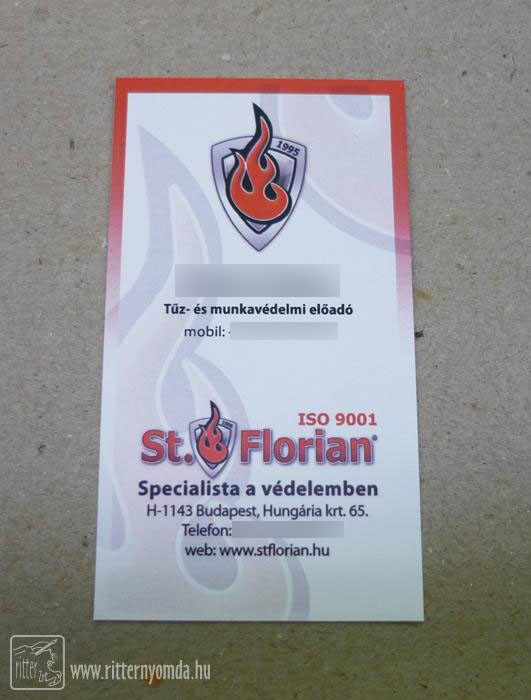 1995
Tűz- és munkavédelmi előadó
mobil:
ISO 9001
St. Florian®
Specialista a védelemben
H-1143 Budapest, Hungária krt. 65.
Telefon:
web: www.stflorian.hu
ritter
www.ritternyomda.hu